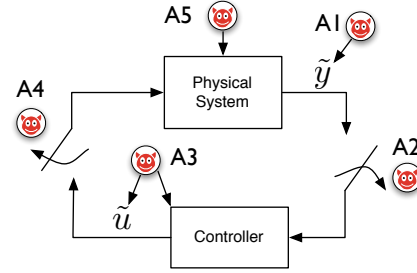 A5
A1
A4
Physical
System
ỹ
A3
A2
ũ
Controller